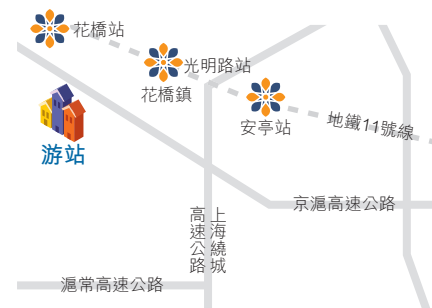 花橋站
光明路站
花橋鎮
安亭站
地鐵11號線
游站
京滬高速公路
上海繞城
高速公路
滬常高速公路